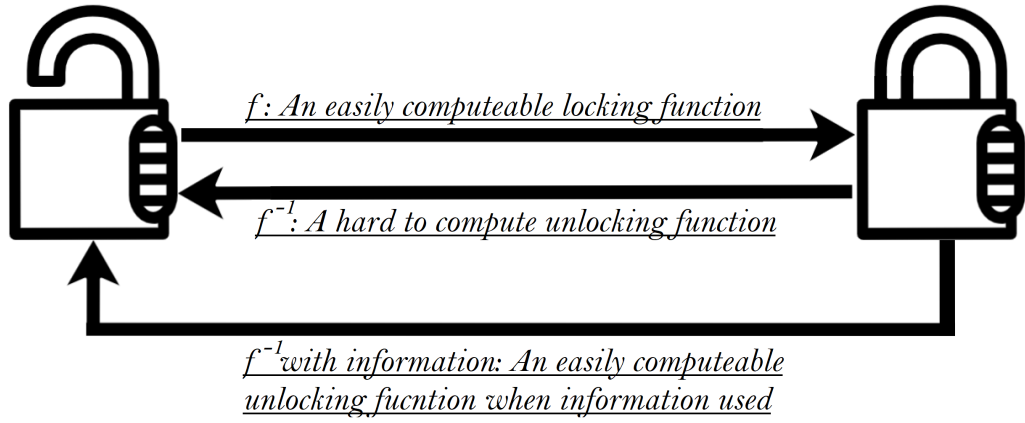 f : An easily computeable locking function
f⁻¹: A hard to compute unlocking function
f⁻¹with information: An easily computeable
unlocking fucntion when information used